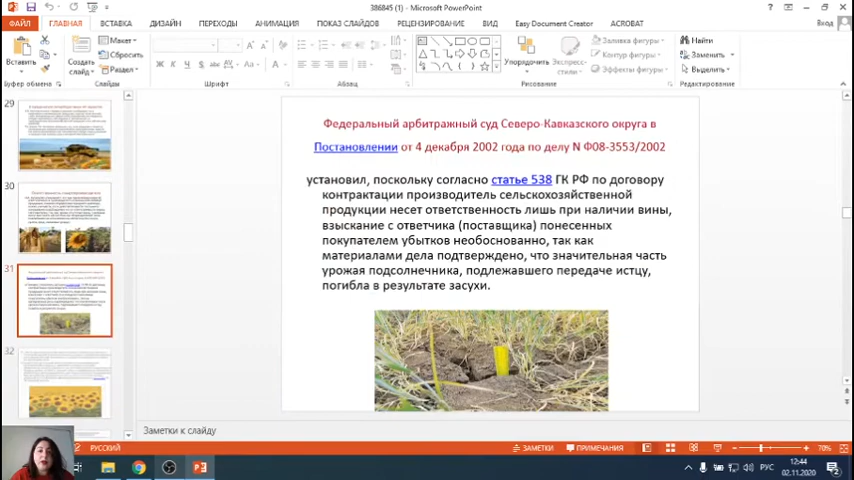 386845 (1) - PowerPoint
ФАЙЛ
ГЛАВНАЯ
ВСТАВКА
ДИЗАЙН
ПЕРЕХОДЫ
АНИМАЦИЯ
ПОКАЗ СЛАЙДОВ
РЕЦЕНЗИРОВАНИЕ
ВИД
Easy Document Creator
ACROBAT
Вход
Вставить
Создать слайд
Макет
Сбросить
Раздел
Ж К Ч
Заливка фигуры
Контур фигуры
Эффекты фигуры
Упорядочить
Экспресс-стили
Найти
Заменить
Выделить
Буфер обмена
Слайды
Шрифт
Абзац
Рисование
Редактирование
29
30
31
32
Федеральный арбитражный суд Северо-Кавказского округа в
Постановлении от 4 декабря 2002 года по делу N Ф08-3553/2002
установил, поскольку согласно статье 538 ГК РФ по договору
контрактации производитель сельскохозяйственной
продукции несет ответственность лишь при наличии вины,
взыскание с ответчика (поставщика) понесенных
покупателем убытков необоснованно, так как
материалами дела подтверждено, что значительная часть
урожая подсолнечника, подлежавшего передаче истцу,
погибла в результате засухи.
Заметки к слайду
РУССКИЙ
ЗАМЕТКИ
ПРИМЕЧАНИЯ
70%
РУС
12:44
02.11.2020